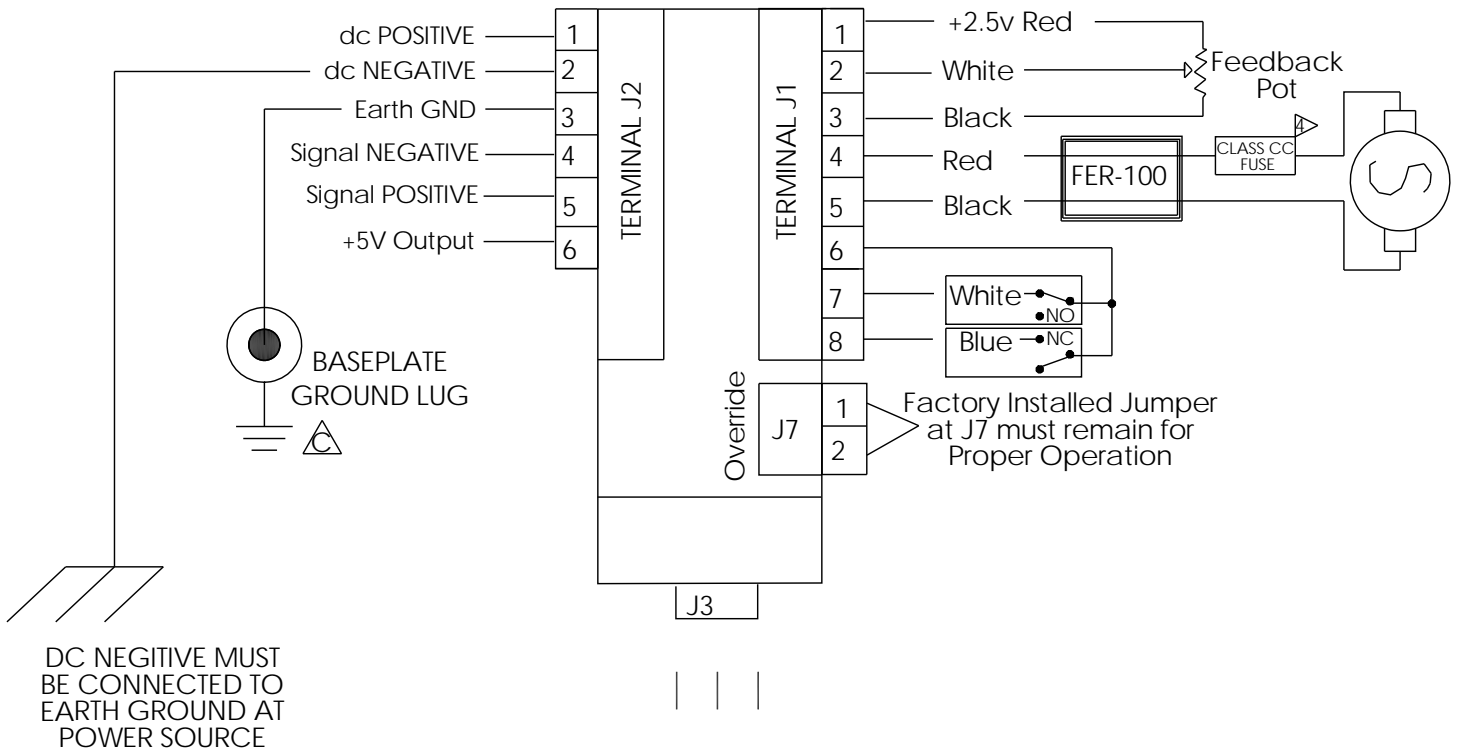 dc POSITIVE
dc NEGATIVE
Earth GND
Signal NEGATIVE
Signal POSITIVE
+5V Output
1
2
3
4
5
6
TERMINAL J2
TERMINAL J1
1
2
3
4
5
6
7
8
+2.5v Red
White
Black
Red
Black
Feedback
Pot
FER-100
CLASS CC
FUSE
4
White
NO
Blue
NC
BASEPLATE
GROUND LUG
C
Override
J7
1
2
Factory Installed Jumper
at J7 must remain for
Proper Operation
J3
DC NEGITIVE MUST
BE CONNECTED TO
EARTH GROUND AT
POWER SOURCE